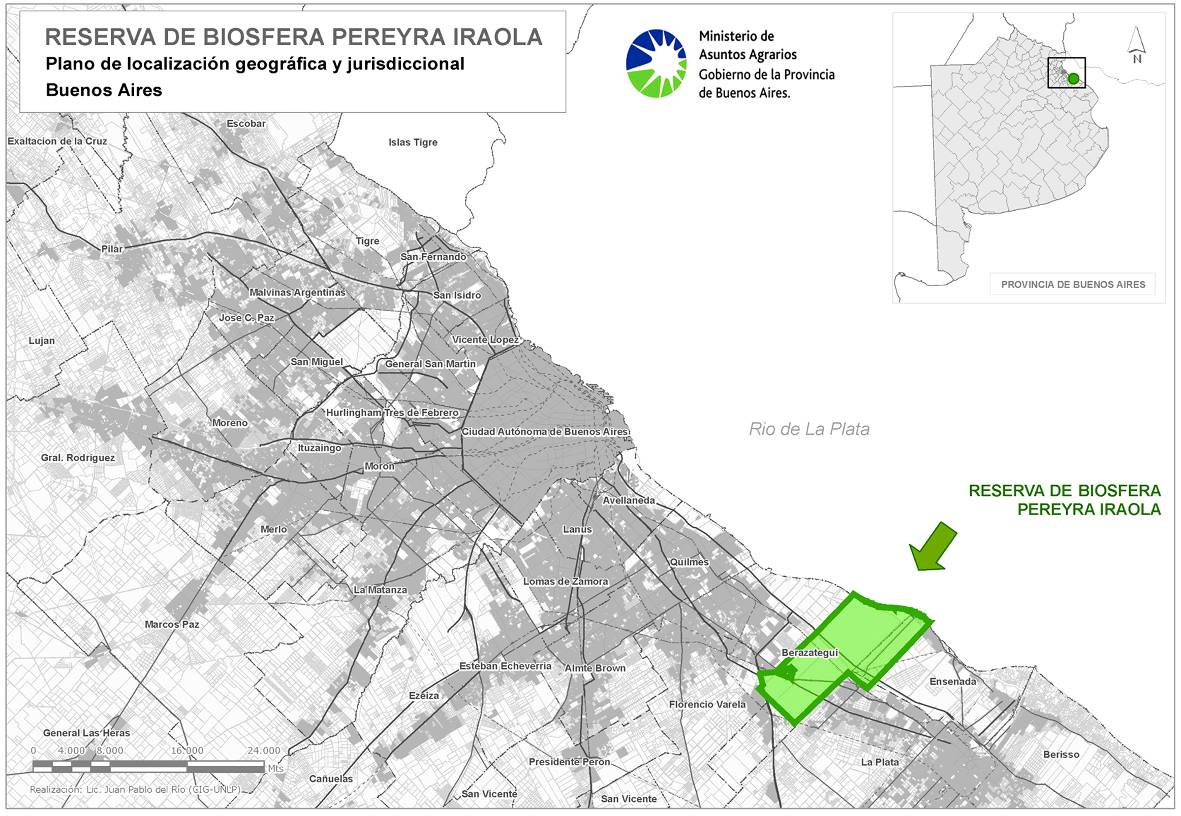 RESERVA DE BIOSFERA PEREYRA IRAOLA
Plano de localización geográfica y jurisdiccional
Buenos Aires
Ministerio de
Asuntos Agrarios
Gobierno de la Provincia
de Buenos Aires.
N
PROVINCIA DE BUENOS AIRES
Escobar
Exaltacion de la Cruz
Islas Tigre
Pilar
Tigre
San Fernando
Malvinas Argentinas
San Isidro
Jose C. Paz
Lujan
Vicente Lopez
San Miguel
General San Martin
Hurlingham
Tres de Febrero
Moreno
Ciudad Autónoma de Buenos Aires
Rio de La Plata
Ituzaingo
Gral. Rodriguez
Moron
RESERVA DE BIOSFERA
PEREYRA IRAOLA
Avellaneda
Merlo
Lanus
Quilmes
Lomas de Zamora
La Matanza
Marcos Paz
Berazategui
Esteban Echeverria
Almte Brown
Ensenada
Ezeiza
Florencio Varela
General Las Heras
Berisso
Presidente Peron
La Plata
Cañuelas
San Vicente
San Vicente
0 4.000 8.000 16.000 24.000
Mts
Realización: Lic. Juan Pablo del Río (CIG-UNLP)